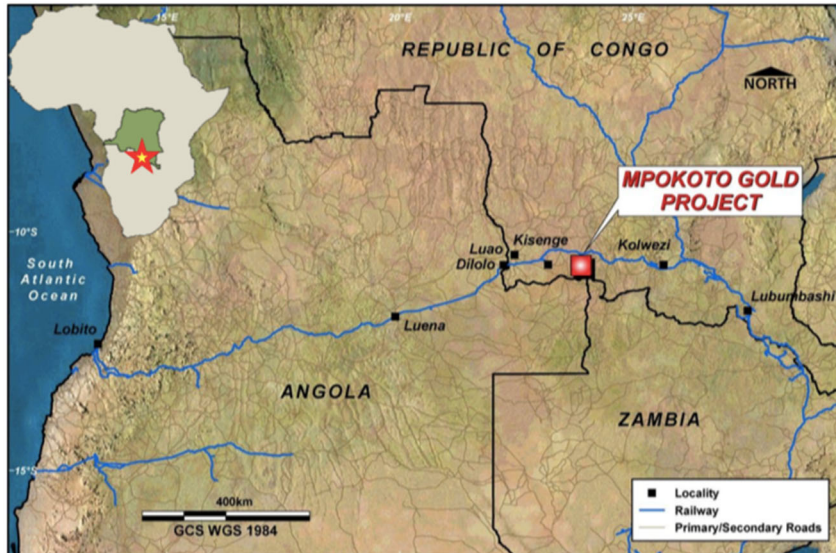 15°E
20°E
25°E
REPUBLIC OF CONGO
NORTH
MPOKOTO GOLD
PROJECT
10°S
Luao
Kisenge
Kolwezi
Dilolo
South
Atlantic
Ocean
Lubumbashi
Lobito
Luena
ANGOLA
ZAMBIA
15°S
400km
GCS WGS 1984
Locality
Railway
Primary/Secondary Roads